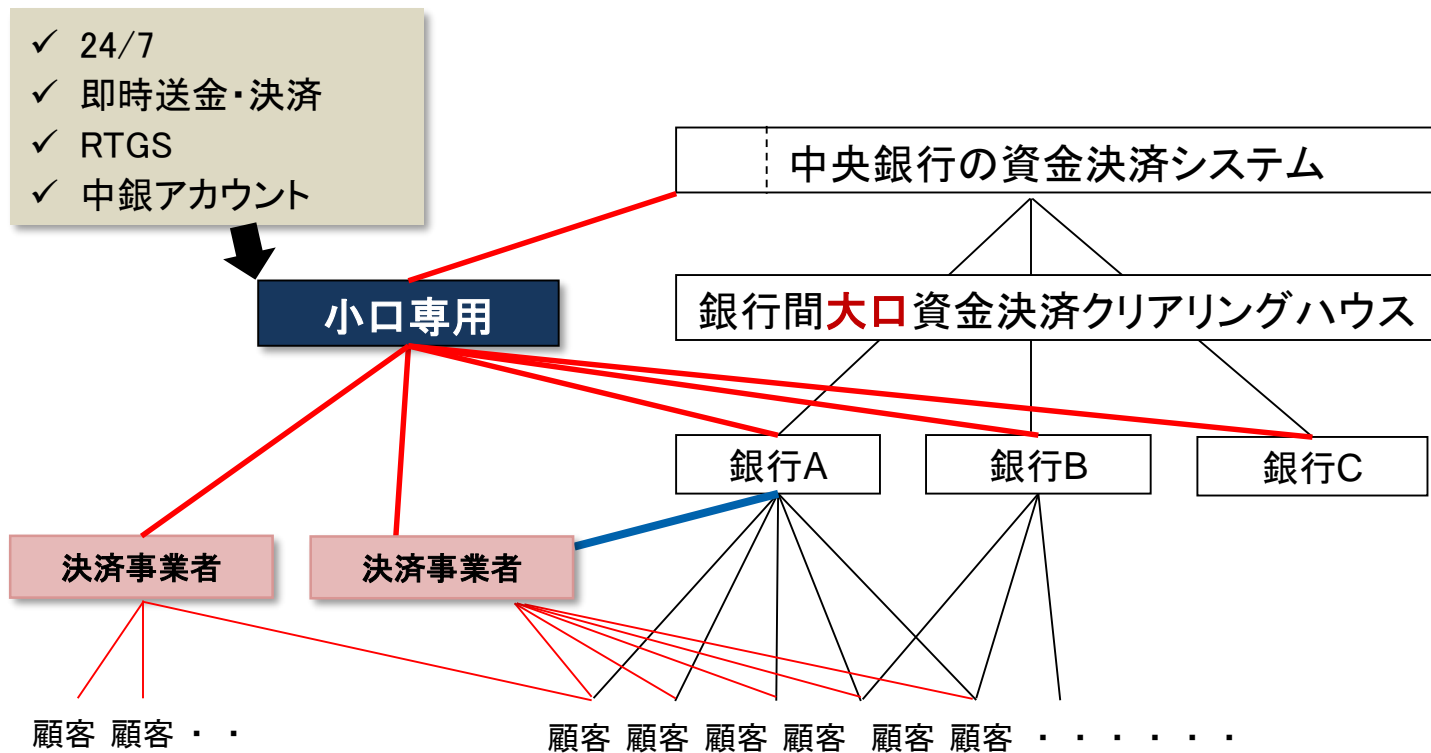 ✓ 24/7
✓ 即時送金・決済
✓ RTGS
✓ 中銀アカウント
中央銀行の資金決済システム
小口専用
銀行間大口資金決済クリアリングハウス
銀行A
銀行B
銀行C
決済事業者
決済事業者
顧客 顧客 ・ ・
顧客 顧客 顧客 顧客 顧客 顧客 ・ ・ ・ ・ ・ ・